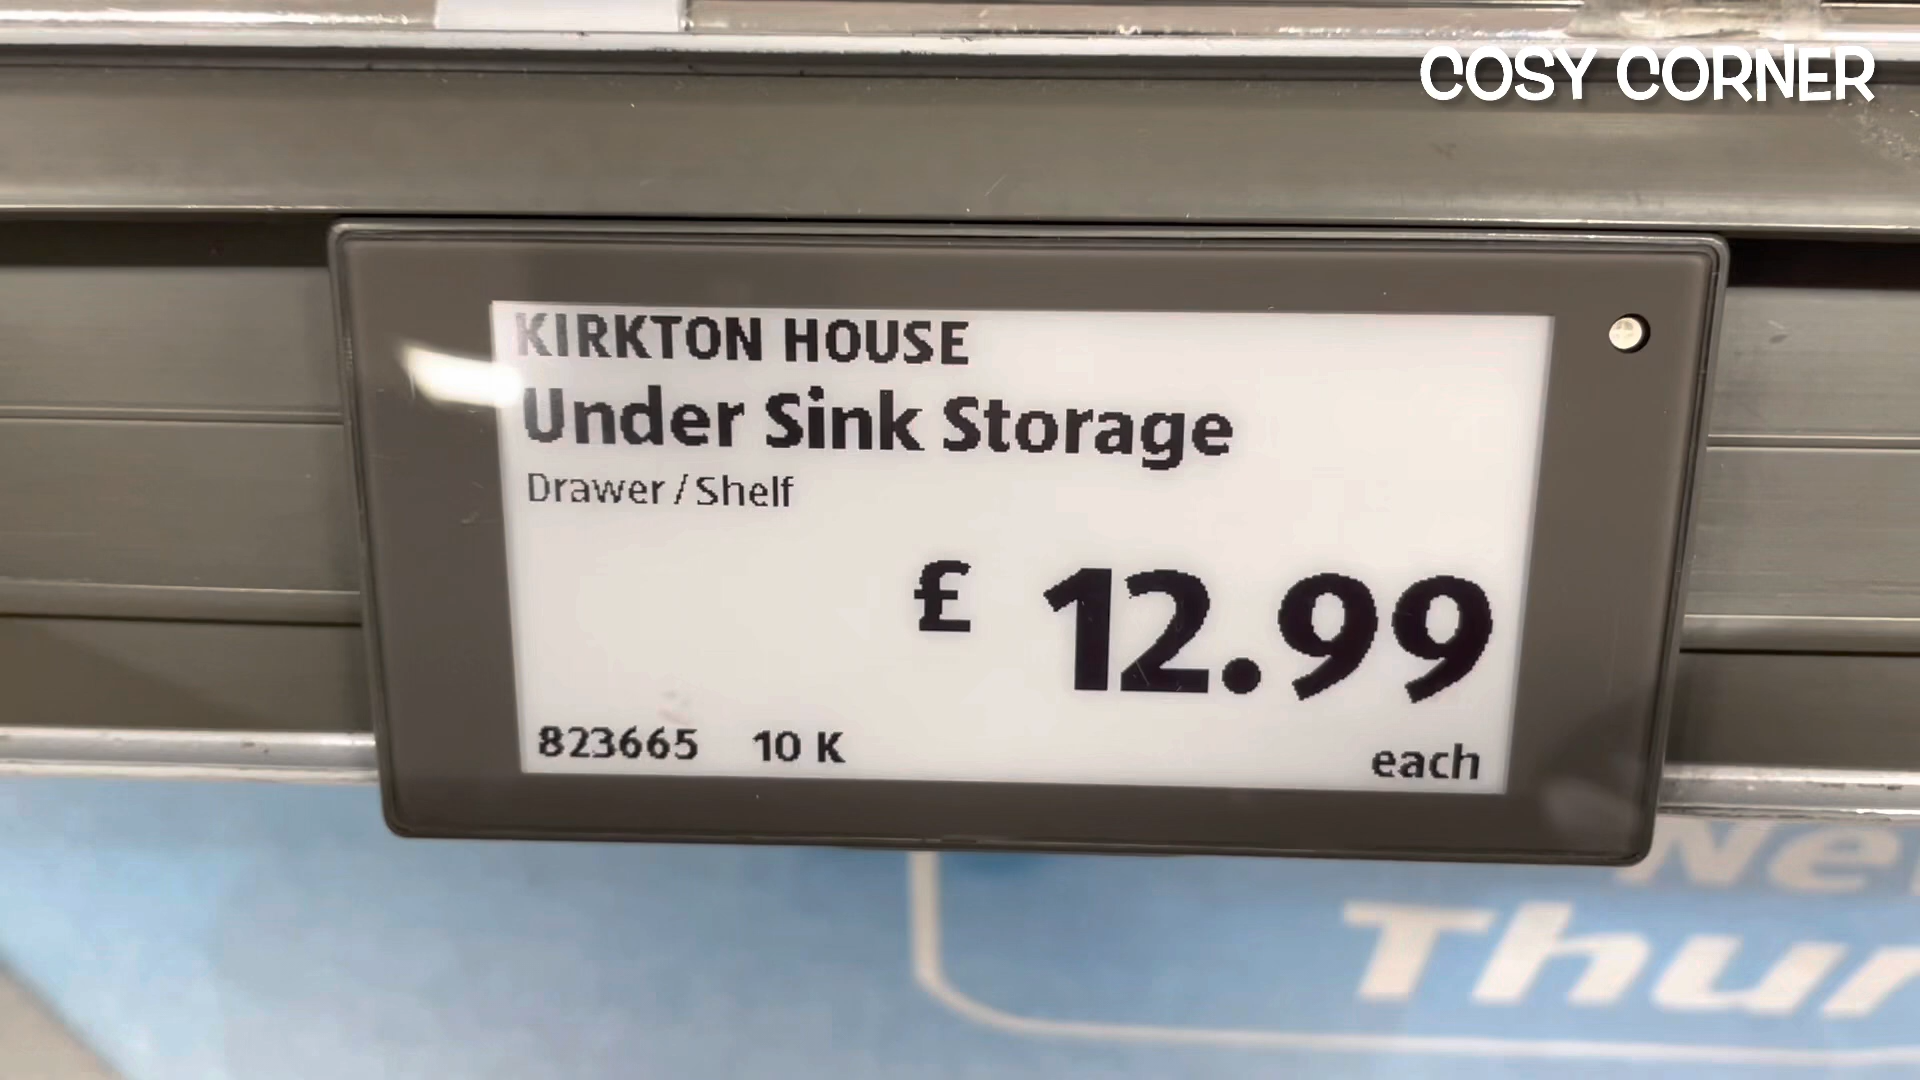 COSY CORNER
KIRKTON HOUSE
Under Sink Storage
Drawer / Shelf
£ 12.99
823665 10 K
each